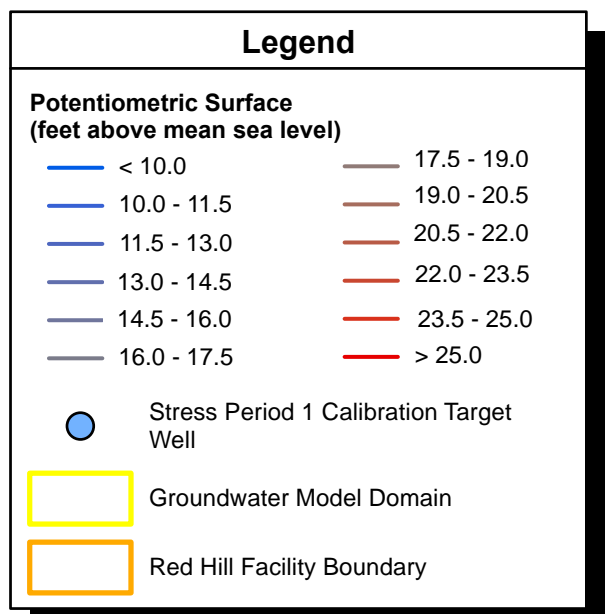 Legend
Potentiometric Surface
(feet above mean sea level)
< 10.0
10.0 - 11.5
11.5 - 13.0
13.0 - 14.5
14.5 - 16.0
16.0 - 17.5
17.5 - 19.0
19.0 - 20.5
20.5 - 22.0
22.0 - 23.5
23.5 - 25.0
> 25.0
Stress Period 1 Calibration Target
Well
Groundwater Model Domain
Red Hill Facility Boundary